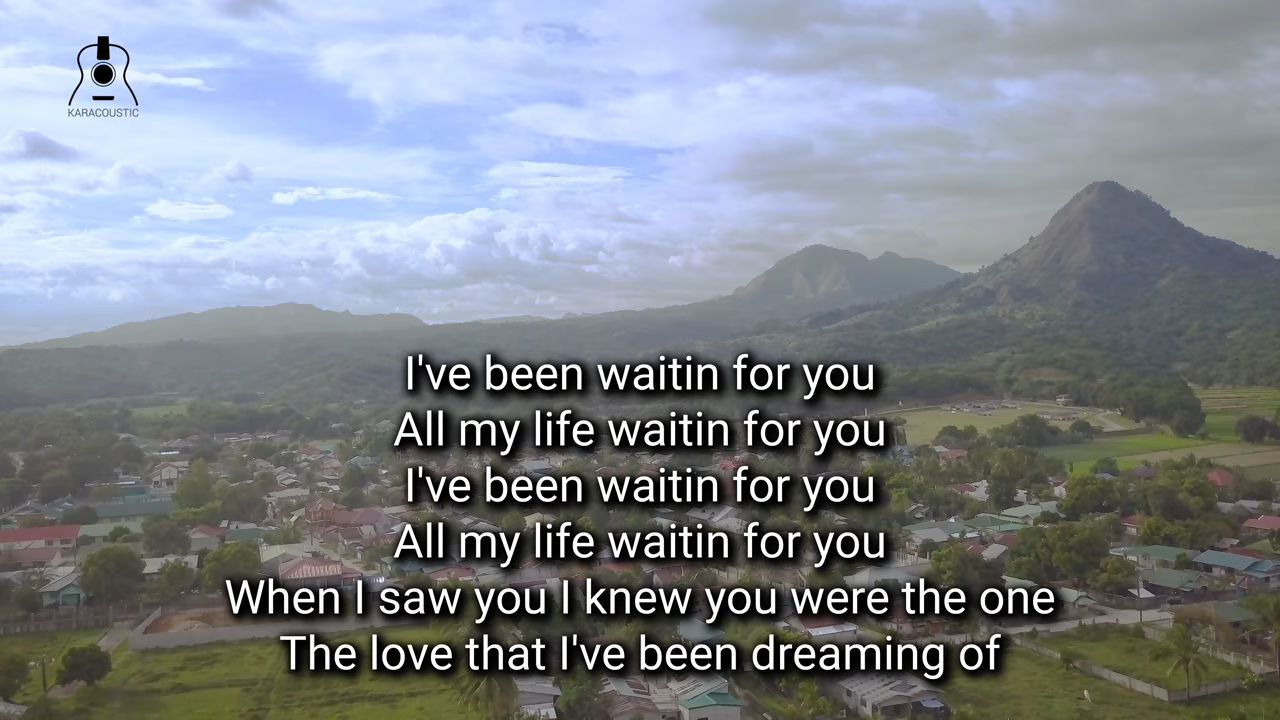 KARACOUSTIC
I've been waitin for you
All my life waitin for you
I've been waitin for you
All my life waitin for you
When I saw you I knew you were the one
The love that I've been dreaming of